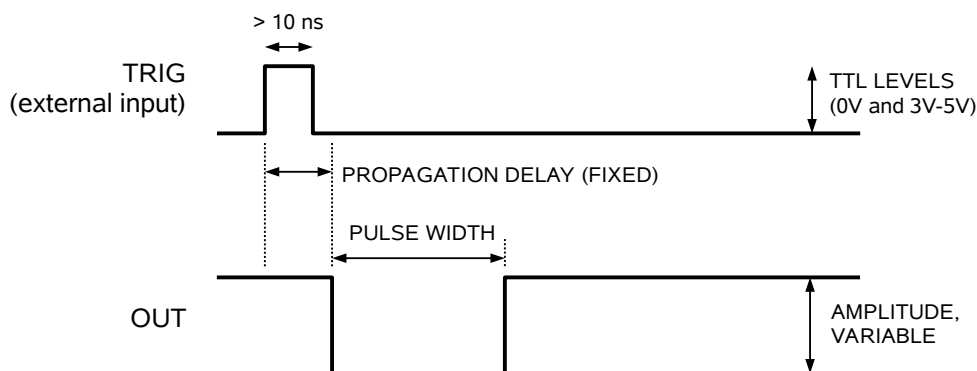 > 10 ns
TRIG
(external input)
TTL LEVELS
(0V and 3V-5V)
PROPAGATION DELAY (FIXED)
PULSE WIDTH
OUT
AMPLITUDE,
VARIABLE